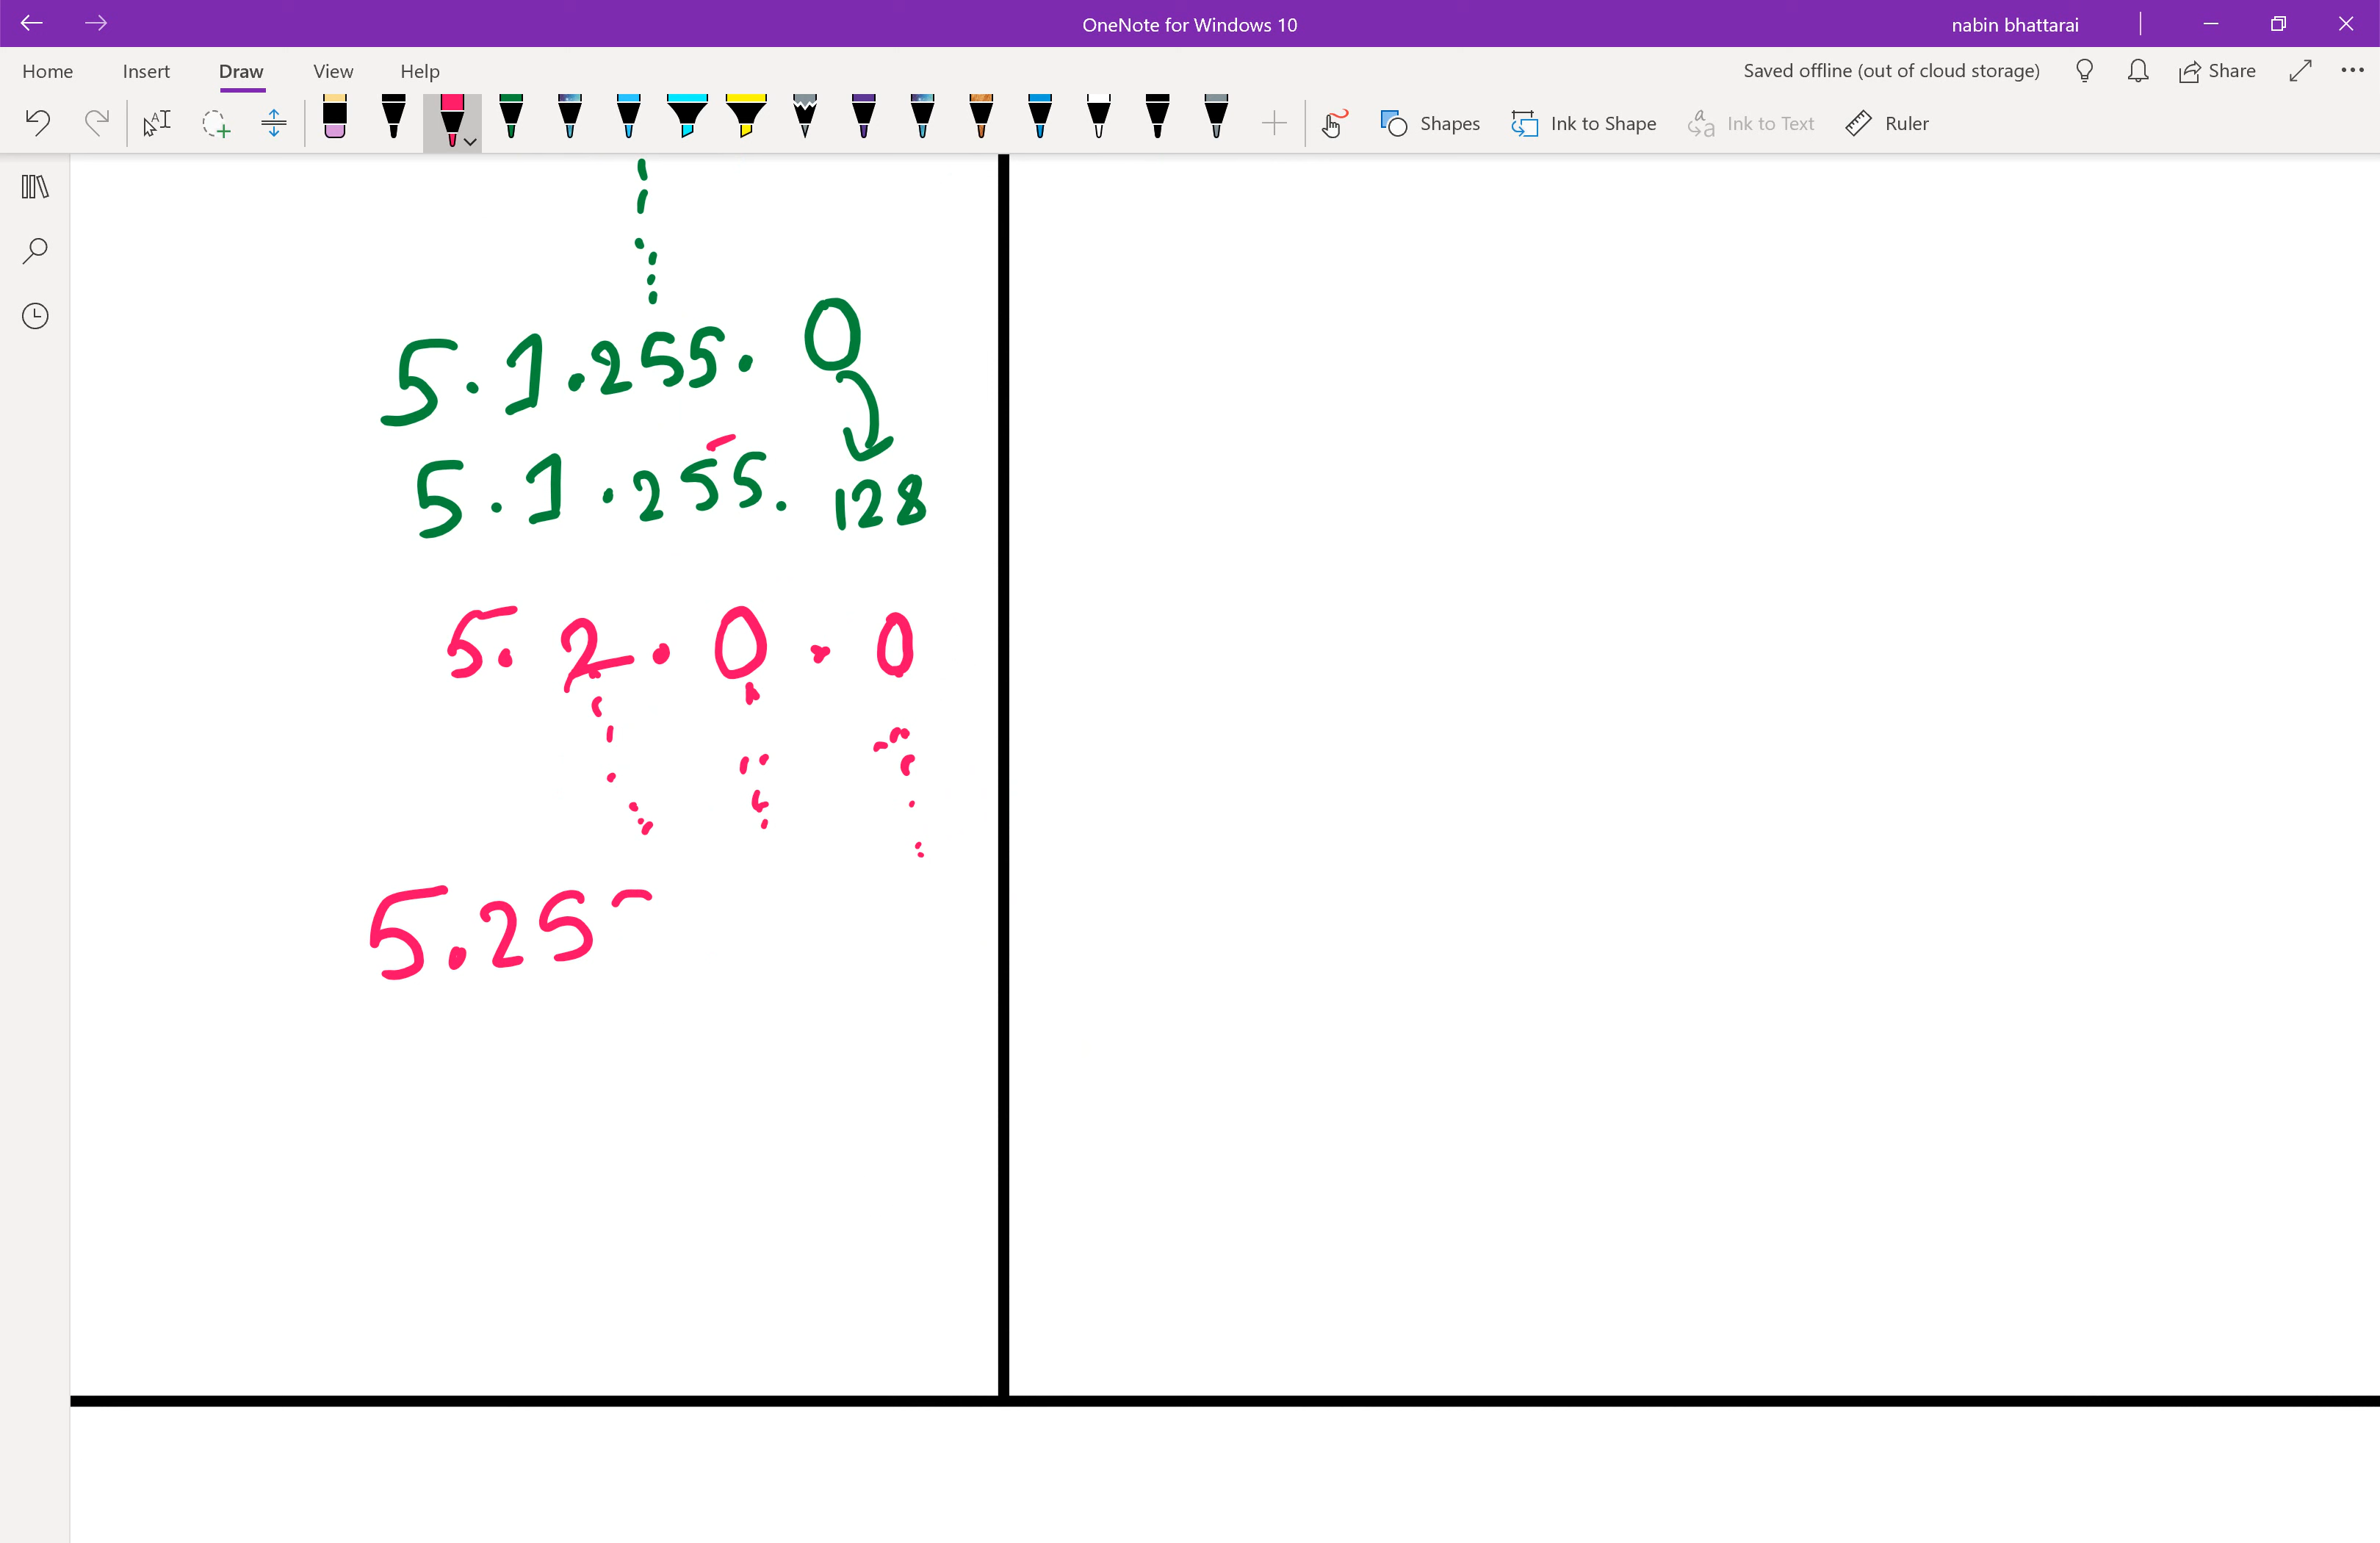 OneNote for Windows 10
nabin bhattarai
Home Insert Draw View Help
Saved offline (out of cloud storage)
Share
Shapes
Ink to Shape
Ink to Text
Ruler
5.1.255.0
5.1.255.128
5.2.0.0
5.25